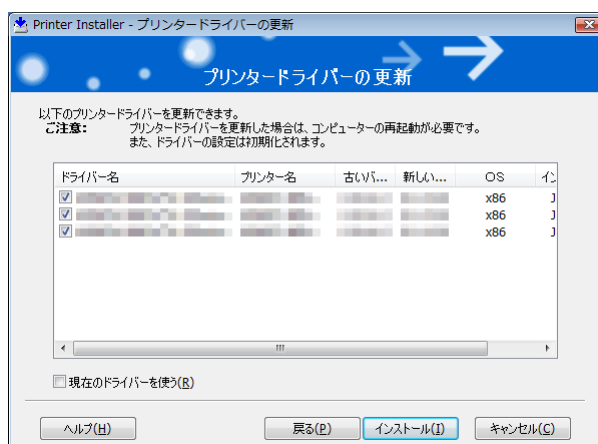 Printer Installer - プリンタードライバーの更新
プリンタードライバーの更新
以下のプリンタードライバーを更新できます。
ご注意: プリンタードライバーを更新した場合は、コンピューターの再起動が必要です。
また、ドライバーの設定は初期化されます。
ドライバー名 プリンター名 古いバ... 新しい... OS イン
x86 J
x86 J
x86 J
現在のドライバーを使う(R)
ヘルプ(H) 戻る(P) インストール(I) キャンセル(C)